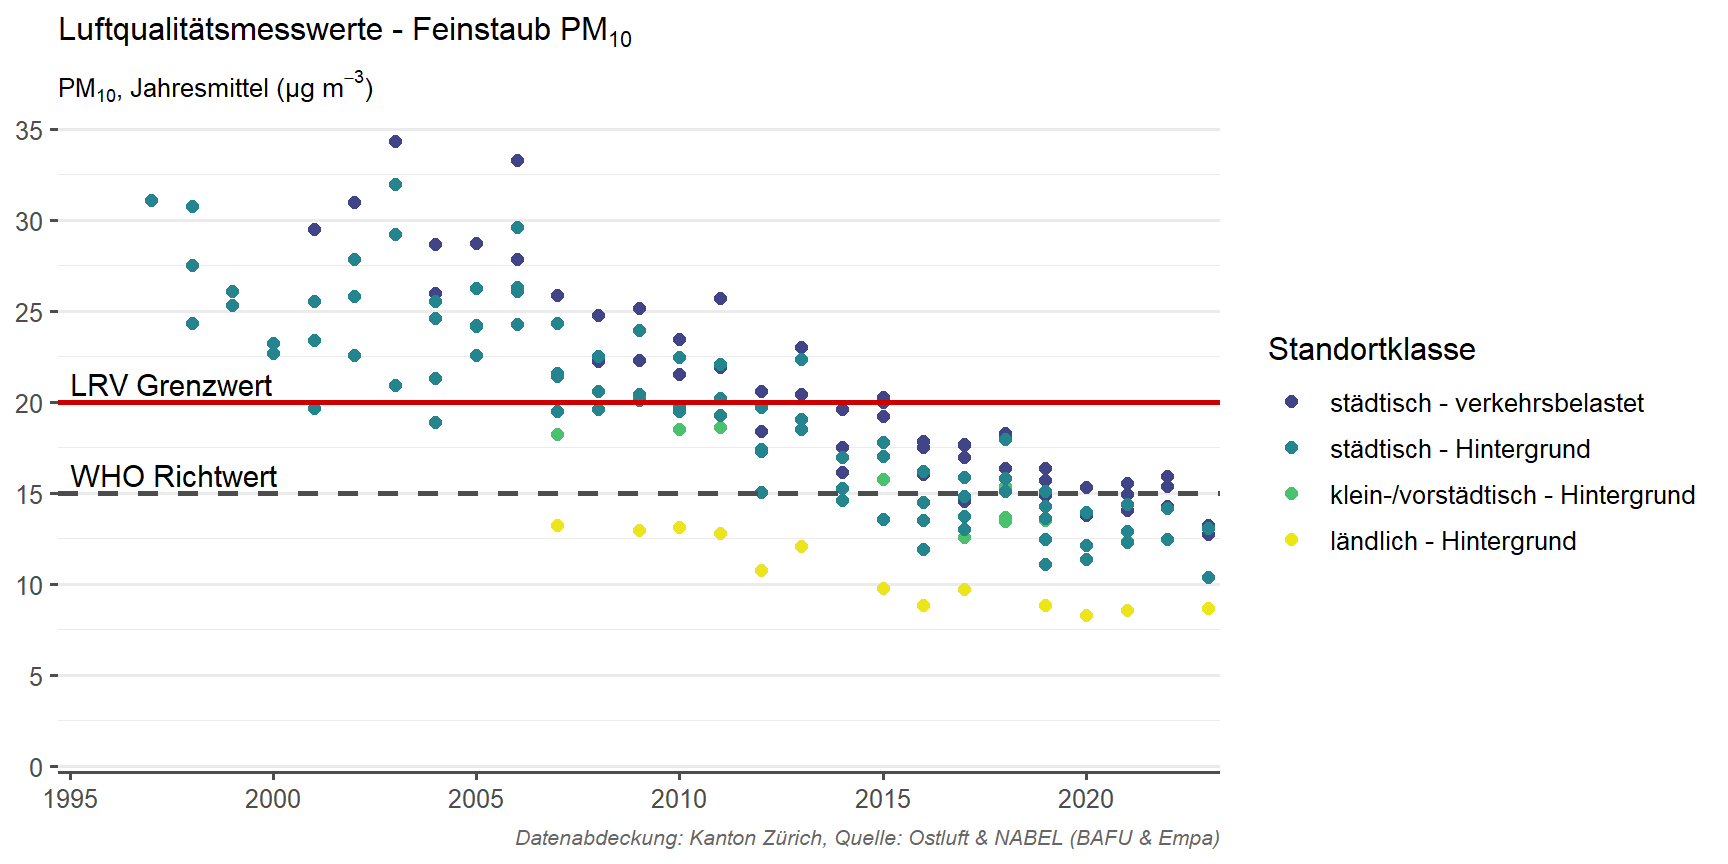 Luftqualitätsmesswerte - Feinstaub PM₁₀
PM₁₀, Jahresmittel (µg m⁻³)
35
30
25
20
15
10
5
0
LRV Grenzwert
WHO Richtwert
1995 2000 2005 2010 2015 2020
Standortklasse
städtisch - verkehrsbelastet
städtisch - Hintergrund
klein-/vorstädtisch - Hintergrund
ländlich - Hintergrund
Datenabdeckung: Kanton Zürich, Quelle: Ostluft & NABEL (BAFU & Empa)